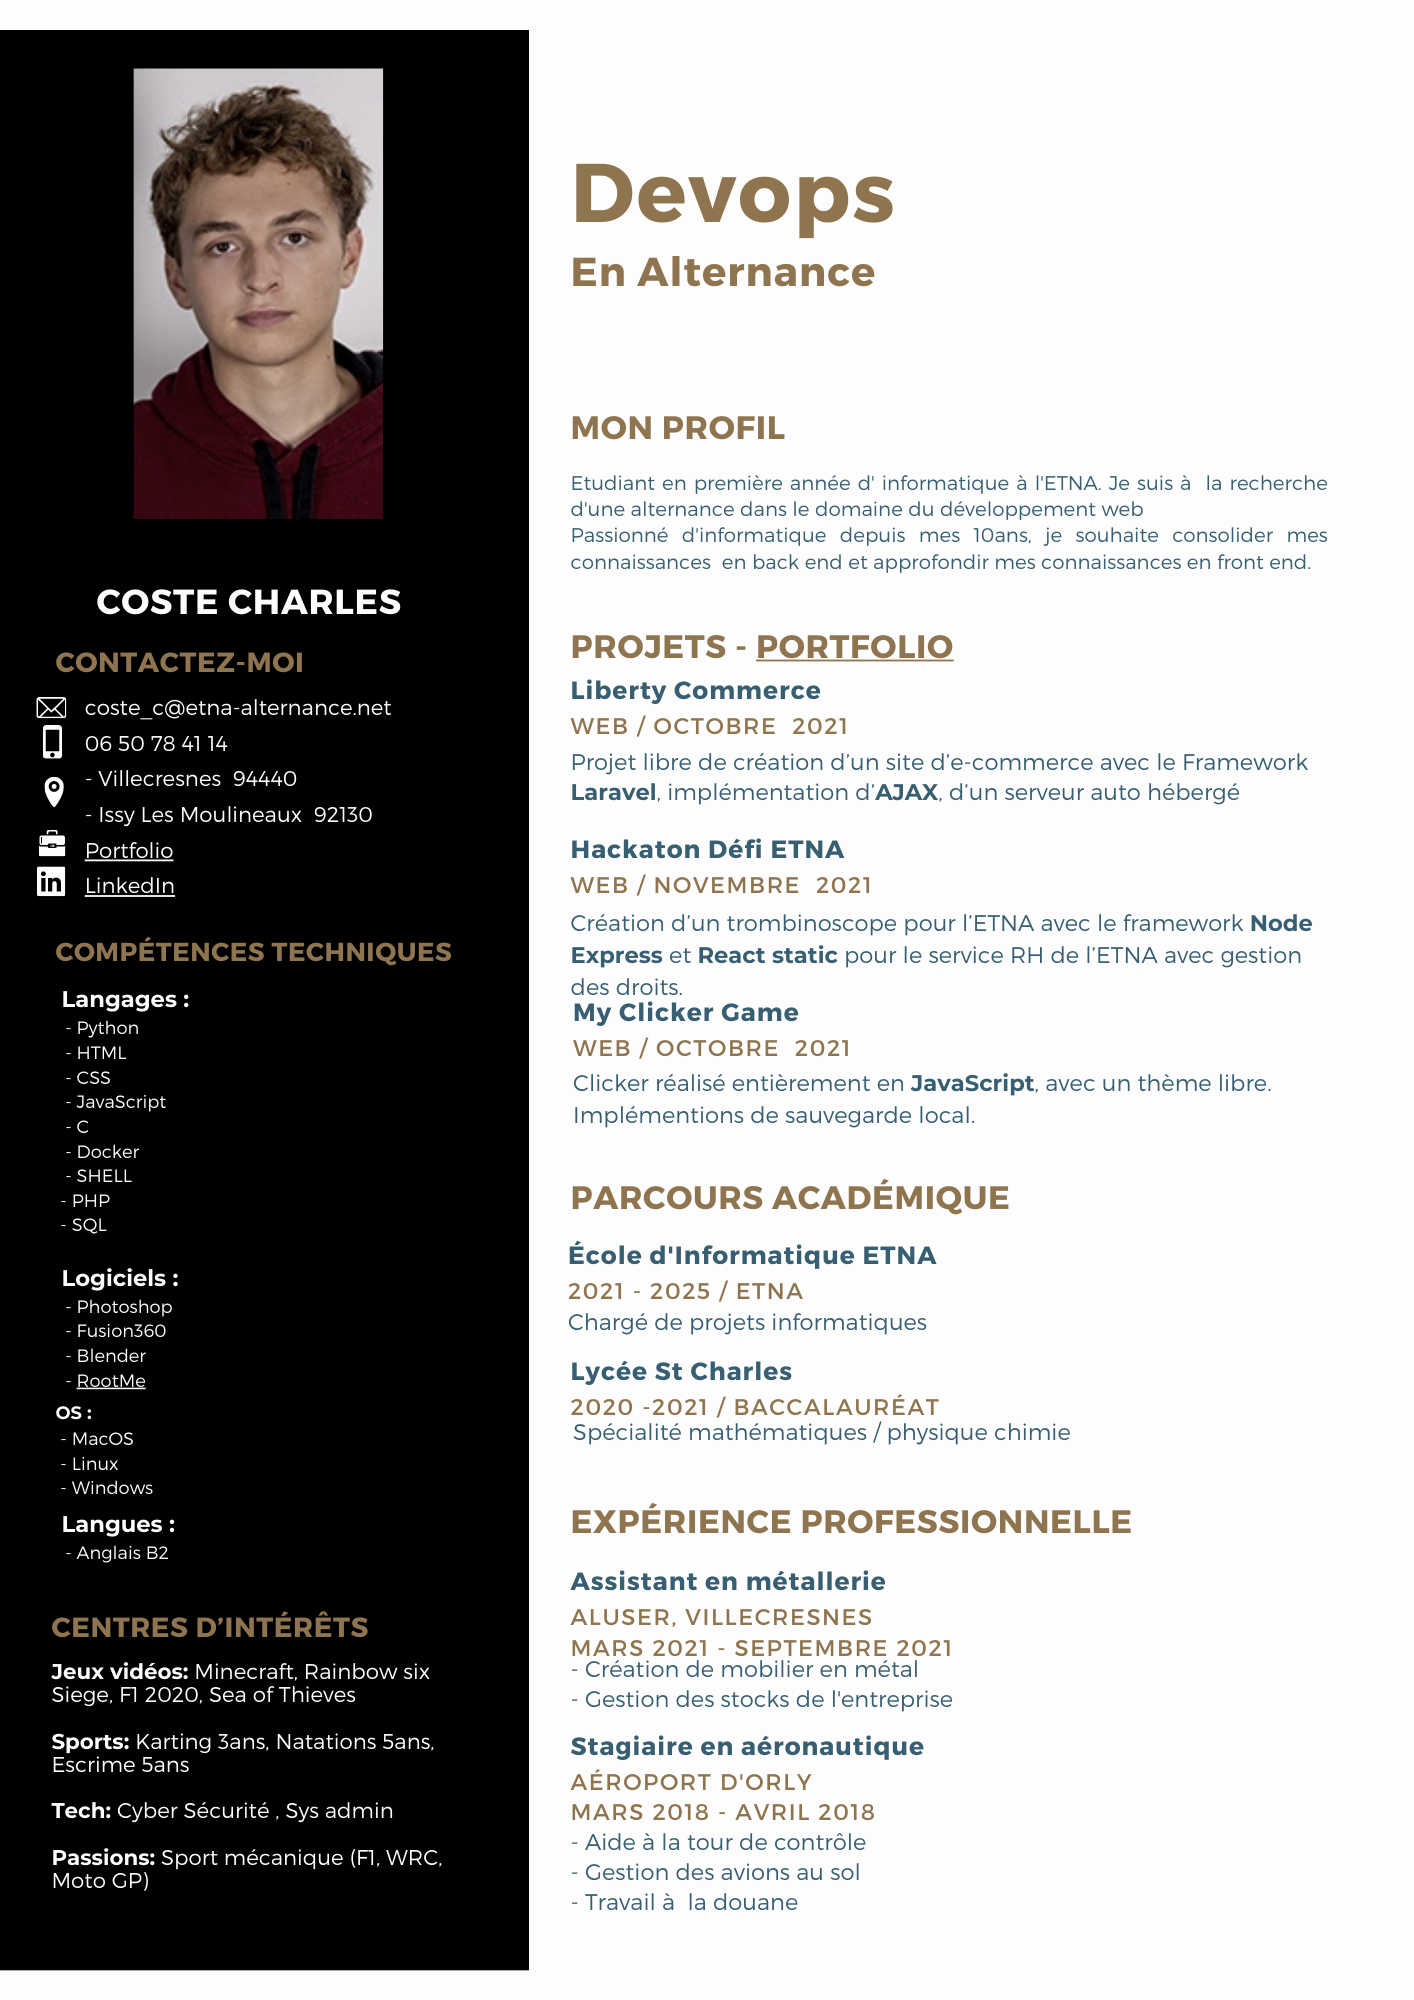 COSTE CHARLES
CONTACTEZ-MOI
coste_c@etna-alternance.net
06 50 78 41 14
- Villecresnes 94440
- Issy Les Moulineaux 92130
Portfolio
LinkedIn
COMPÉTENCES TECHNIQUES
Langages :
- Python
- HTML
- CSS
- JavaScript
- C
- Docker
- SHELL
- PHP
- SQL
Logiciels :
- Photoshop
- Fusion360
- Blender
- RootMe
OS :
- MacOS
- Linux
- Windows
Langues :
- Anglais B2
CENTRES D’INTÉRÊTS
Jeux vidéos: Minecraft, Rainbow six
Siege, F1 2020, Sea of Thieves
Sports: Karting 3ans, Natations 5ans,
Escrime 5ans
Tech: Cyber Sécurité , Sys admin
Passions: Sport mécanique (F1, WRC,
Moto GP)
Devops
En Alternance
MON PROFIL
Etudiant en première année d' informatique à l'ETNA. Je suis à la recherche
d'une alternance dans le domaine du développement web
Passionné d'informatique depuis mes 10ans, je souhaite consolider mes
connaissances en back end et approfondir mes connaissances en front end.
PROJETS - PORTFOLIO
Liberty Commerce
WEB / OCTOBRE 2021
Projet libre de création d’un site d’e-commerce avec le Framework
Laravel, implémentation d’AJAX, d’un serveur auto hébergé
Hackaton Défi ETNA
WEB / NOVEMBRE 2021
Création d’un trombinoscope pour l’ETNA avec le framework Node
Express et React static pour le service RH de l’ETNA avec gestion
des droits.
My Clicker Game
WEB / OCTOBRE 2021
Clicker réalisé entièrement en JavaScript, avec un thème libre.
Implémentions de sauvegarde local.
PARCOURS ACADÉMIQUE
École d'Informatique ETNA
2021 - 2025 / ETNA
Chargé de projets informatiques
Lycée St Charles
2020 -2021 / BACCALAURÉAT
Spécialité mathématiques / physique chimie
EXPÉRIENCE PROFESSIONNELLE
Assistant en métallerie
ALUSER, VILLECRESNES
MARS 2021 - SEPTEMBRE 2021
- Création de mobilier en métal
- Gestion des stocks de l'entreprise
Stagiaire en aéronautique
AÉROPORT D'ORLY
MARS 2018 - AVRIL 2018
- Aide à la tour de contrôle
- Gestion des avions au sol
- Travail à la douane